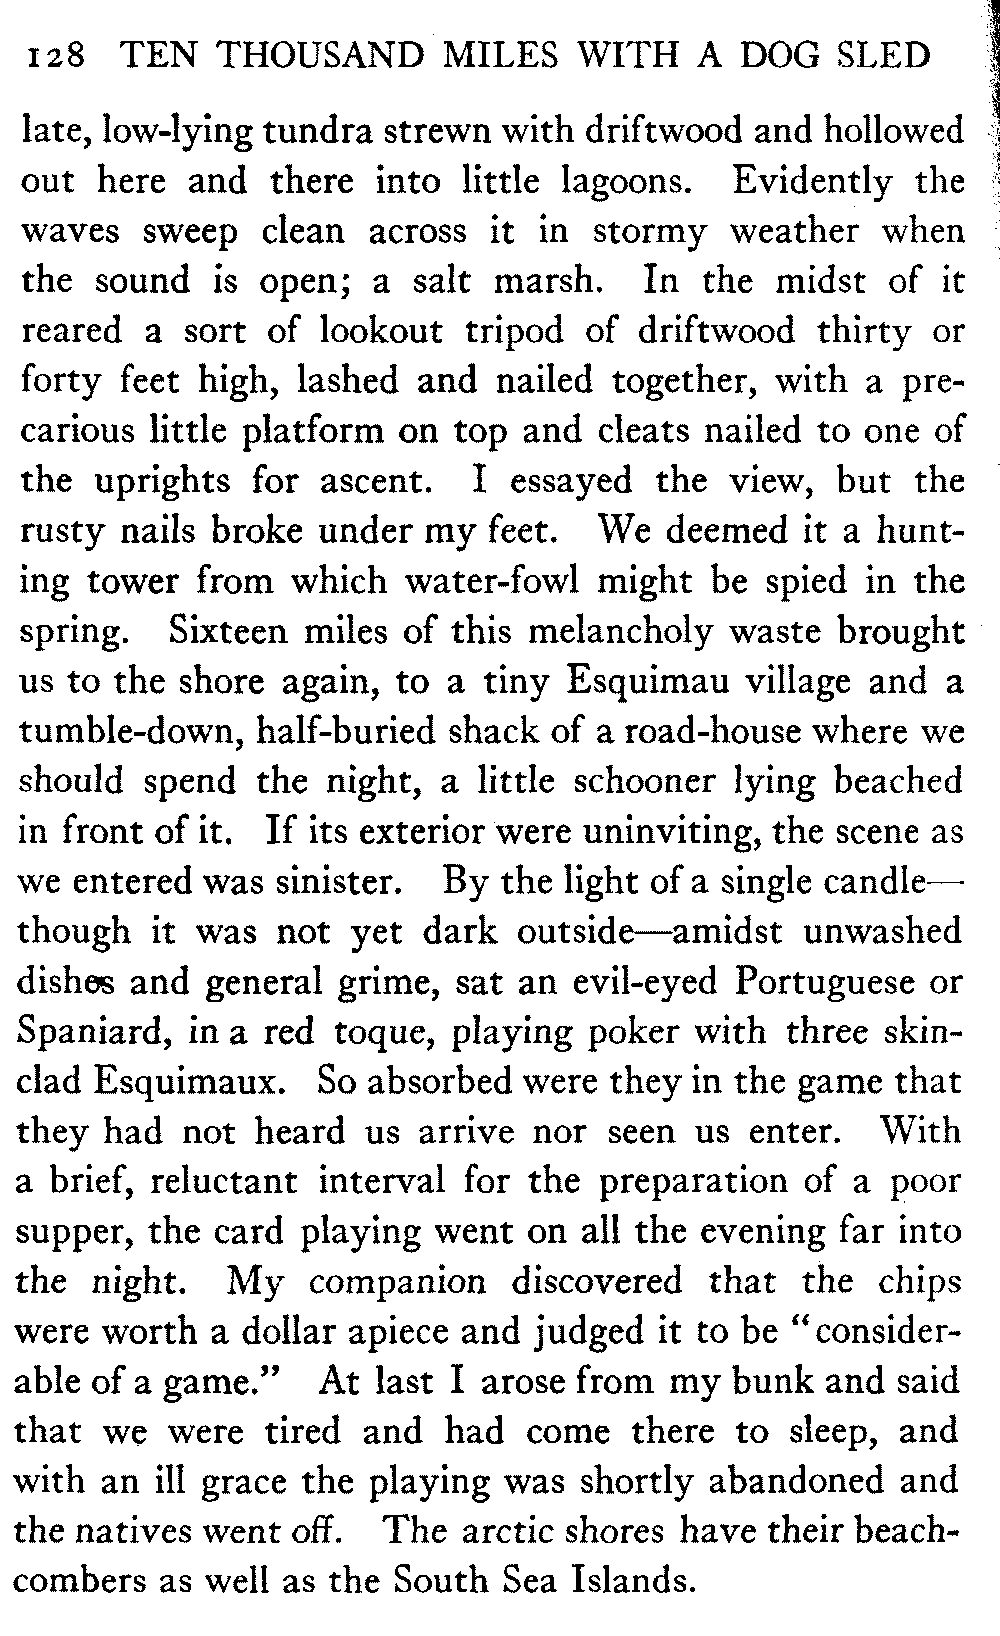 128 TEN THOUSAND MILES WITH A DOG SLED
late, low-lying tundra strewn with driftwood and hollowed
out here and there into little lagoons. Evidently the
waves sweep clean across it in stormy weather when
the sound is open; a salt marsh. In the midst of it
reared a sort of lookout tripod of driftwood thirty or
forty feet high, lashed and nailed together, with a pre-
carious little platform on top and cleats nailed to one of
the uprights for ascent. I essayed the view, but the
rusty nails broke under my feet. We deemed it a hunt-
ing tower from which water-fowl might be spied in the
spring. Sixteen miles of this melancholy waste brought
us to the shore again, to a tiny Esquimau village and a
tumble-down, half-buried shack of a road-house where we
should spend the night, a little schooner lying beached
in front of it. If its exterior were uninviting, the scene as
we entered was sinister. By the light of a single candle—
though it was not yet dark outside—amidst unwashed
dishes and general grime, sat an evil-eyed Portuguese or
Spaniard, in a red toque, playing poker with three skin-
clad Esquimaux. So absorbed were they in the game that
they had not heard us arrive nor seen us enter. With
a brief, reluctant interval for the preparation of a poor
supper, the card playing went on all the evening far into
the night. My companion discovered that the chips
were worth a dollar apiece and judged it to be "consider-
able of a game." At last I arose from my bunk and said
that we were tired and had come there to sleep, and
with an ill grace the playing was shortly abandoned and
the natives went off. The arctic shores have their beach-
combers as well as the South Sea Islands.